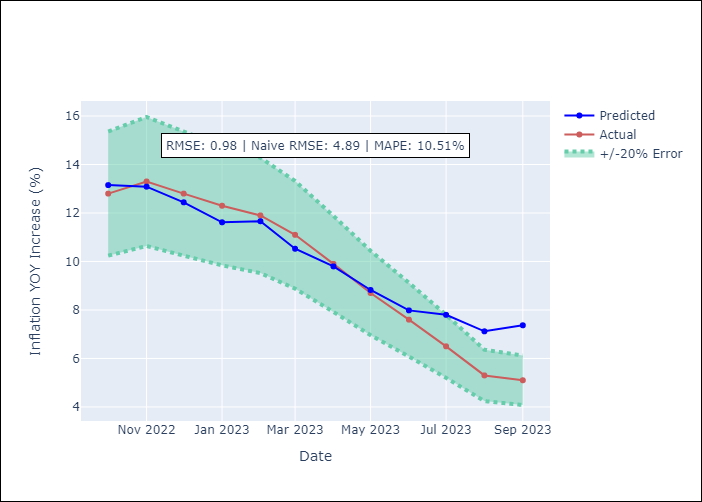 RMSE: 0.98 | Naive RMSE: 4.89 | MAPE: 10.51%
Predicted
Actual
+/-20% Error
Inflation YOY Increase (%)
16
14
12
10
8
6
4
Nov 2022
Jan 2023
Mar 2023
May 2023
Jul 2023
Sep 2023
Date